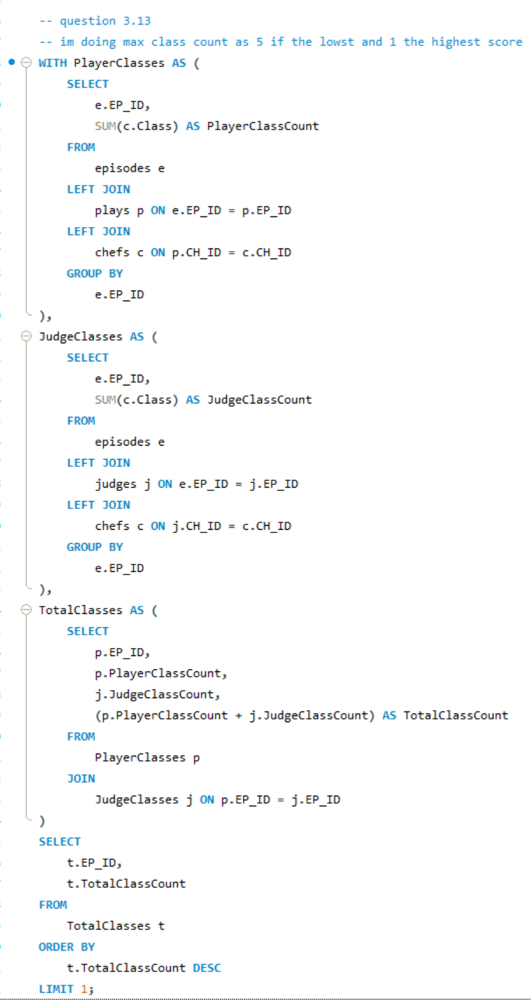 -- question 3.13
-- im doing max class count as 5 if the lowst and 1 the highest score
WITH PlayerClasses AS (
SELECT
e.EP_ID,
SUM(c.Class) AS PlayerClassCount
FROM
episodes e
LEFT JOIN
plays p ON e.EP_ID = p.EP_ID
LEFT JOIN
chefs c ON p.CH_ID = c.CH_ID
GROUP BY
e.EP_ID
),
JudgeClasses AS (
SELECT
e.EP_ID,
SUM(c.Class) AS JudgeClassCount
FROM
episodes e
LEFT JOIN
judges j ON e.EP_ID = j.EP_ID
LEFT JOIN
chefs c ON j.CH_ID = c.CH_ID
GROUP BY
e.EP_ID
),
TotalClasses AS (
SELECT
p.EP_ID,
p.PlayerClassCount,
j.JudgeClassCount,
(p.PlayerClassCount + j.JudgeClassCount) AS TotalClassCount
FROM
PlayerClasses p
JOIN
JudgeClasses j ON p.EP_ID = j.EP_ID
)
SELECT
t.EP_ID,
t.TotalClassCount
FROM
TotalClasses t
ORDER BY
t.TotalClassCount DESC
LIMIT 1;